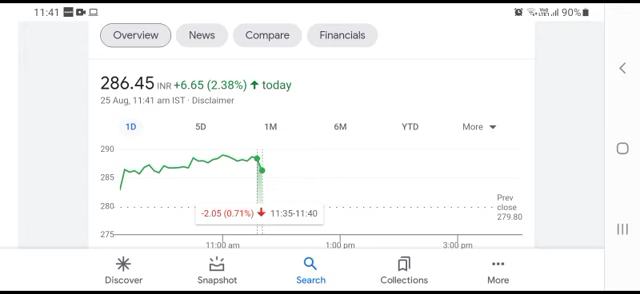 11:41 90%
Overview News Compare Financials
286.45 INR +6.65 (2.38%) today
25 Aug, 11:41 am IST · Disclaimer
1D 5D 1M 6M YTD More
290
285
280
275
Prev
close
279.80
-2.05 (0.71%) 11:35-11:40
11:00 am 1:00 pm 3:00 pm
Discover Snapshot Search Collections More